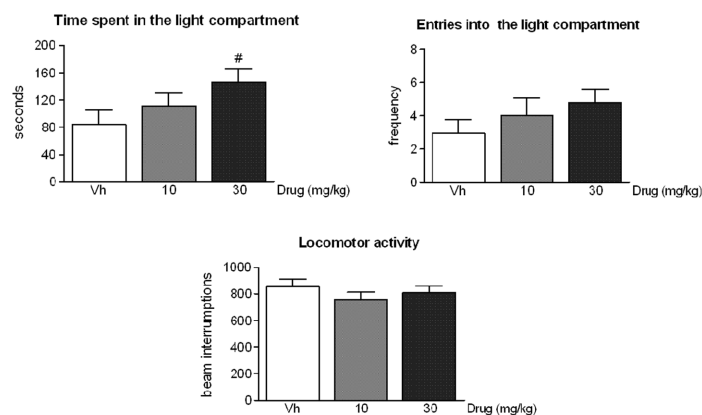 Time spent in the light compartment
seconds
200
160
120
80
40
0
#
Vh 10 30 Drug (mg/kg)
Entries into the light compartment
frequency
8
6
4
2
0
Vh 10 30 Drug (mg/kg)
Locomotor activity
beam interruptions
1000
800
600
400
200
0
Vh 10 30 Drug (mg/kg)